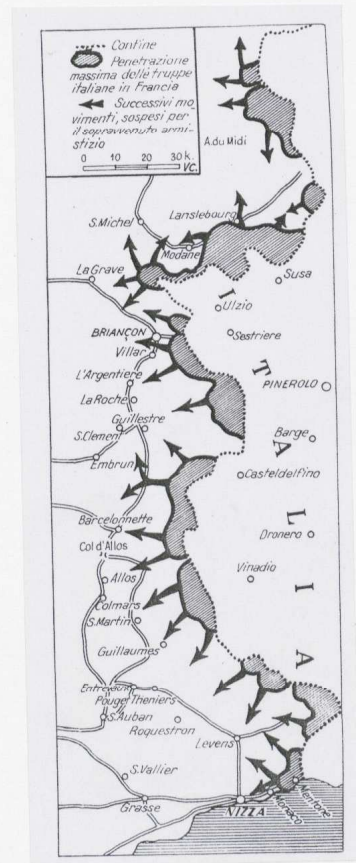 Confine
Penetrazione
massima delle truppe
italiane in Francia
Successivi mo-
vimenti, sospesi per
il sopravvenuto armi-
stizio
0 10 20 30 k.
VC.
A. du Midi
S. Michel
Lanslebourg
Modane
La Grave
Susa
Ulzio
BRIANÇON
Sestriere
Villar
L'Argentiere
PINEROLO
La Roche
Guillestre
S. Clement
Barge
Embrun
Casteldelfino
Barcelonnette
Dronero
Col d'Allos
Vinadio
Allos
Colmars
S. Martin
Guillaumes
Entrevaux
Pouge Theniers
S. Auban
Roquestron
Levens
S. Vallier
Grasse
NIZZA
Monaco
Mentone
I T A L I A